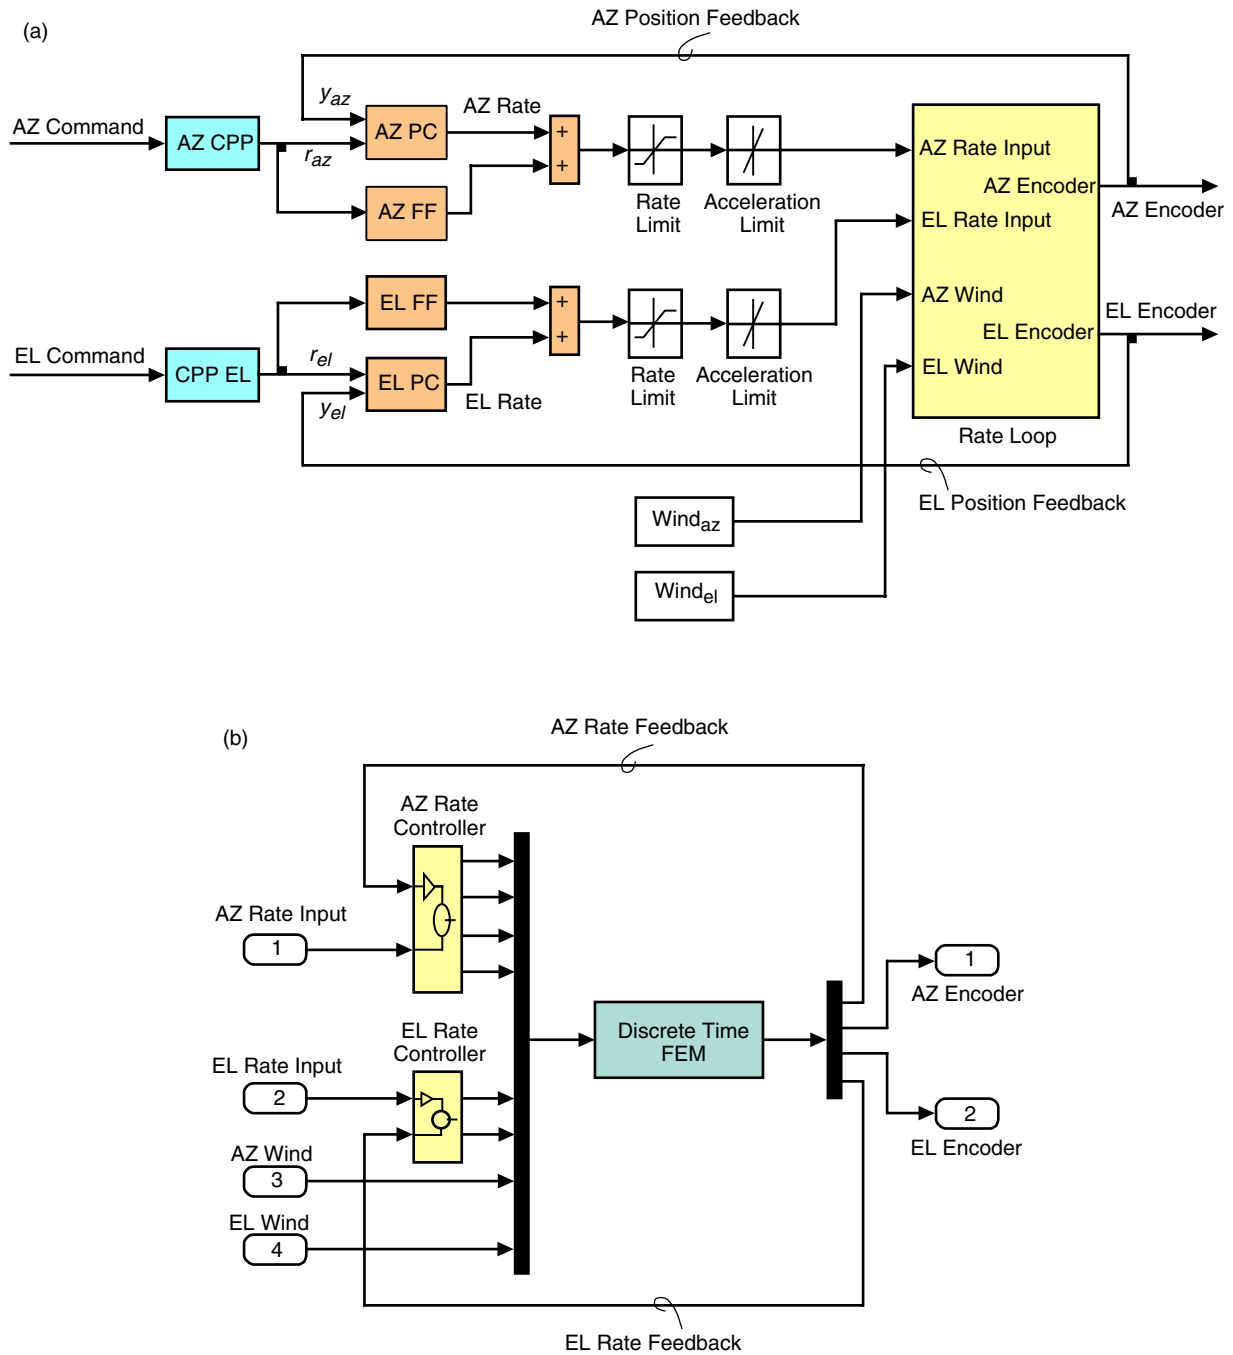 (a)
AZ Position Feedback
AZ Command
AZ CPP
y_az
r_az
AZ PC
AZ FF
AZ Rate
+
+
Rate
Limit
Acceleration
Limit
AZ Rate Input
AZ Encoder
AZ Encoder
EL Rate Input
AZ Wind
EL Encoder
EL Encoder
EL Wind
Rate Loop
EL Command
CPP EL
r_el
y_el
EL FF
EL PC
EL Rate
+
+
Rate
Limit
Acceleration
Limit
EL Position Feedback
Wind_az
Wind_el
(b)
AZ Rate Feedback
AZ Rate
Controller
AZ Rate Input
1
EL Rate
Controller
EL Rate Input
2
AZ Wind
3
EL Wind
4
Discrete Time
FEM
1
AZ Encoder
2
EL Encoder
EL Rate Feedback